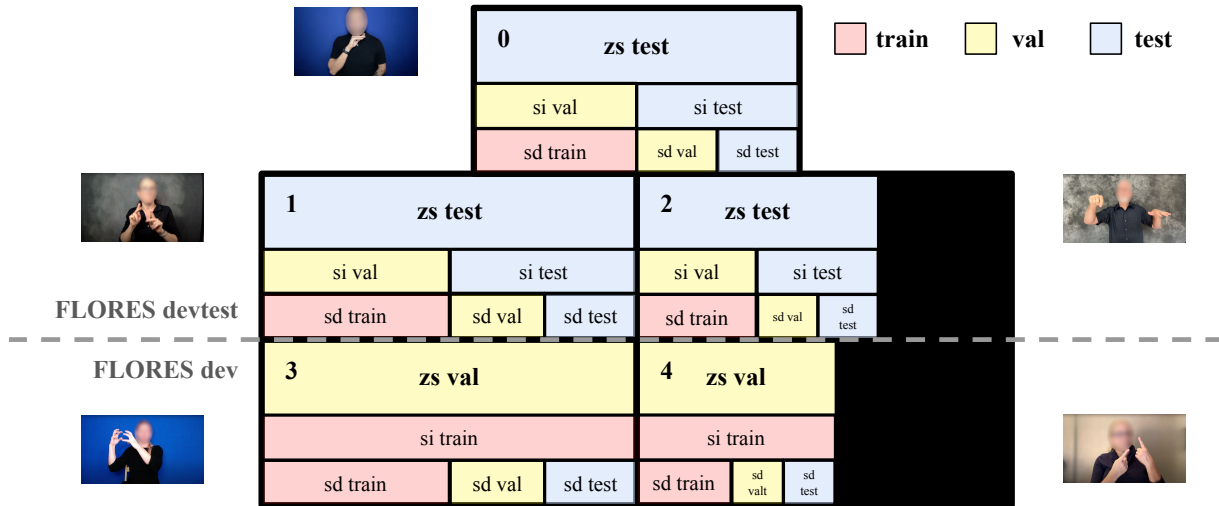 0 zs test
train val test
si val si test
sd train sd val sd test
1 zs test 2 zs test
si val si test si val si test
FLORES devtest
sd train sd val sd test sd train sd val sd
test
FLORES dev
3 zs val 4 zs val
si train si train
sd train sd val sd test sd train sd
valt sd
test